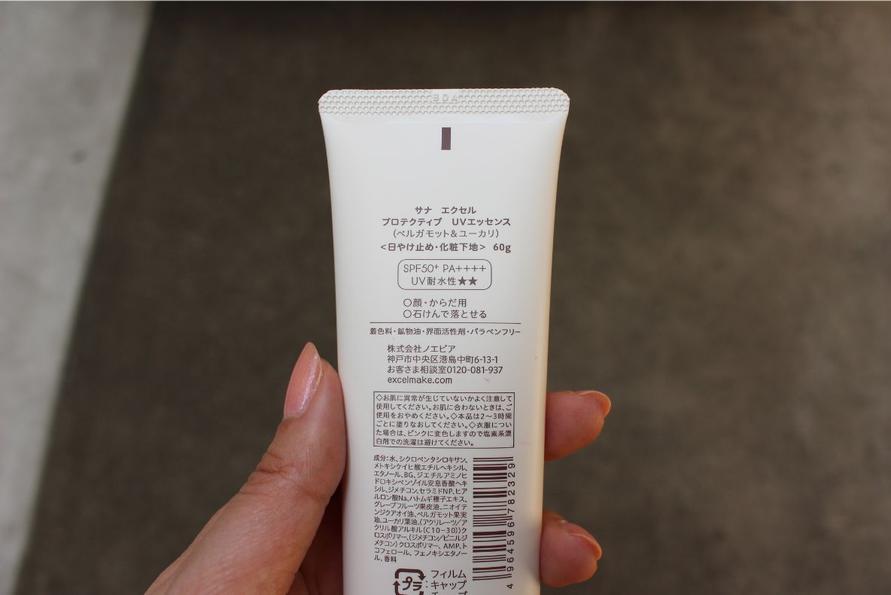 サナ エクセル
プロテクティブ UVエッセンス
(ベルガモット＆ユーカリ)
<日やけ止め・化粧下地> 60g
SPF50+ PA++++
UV耐水性★★
○顔・からだ用
○石けんで落とせる
着色料・鉱物油・界面活性剤・パラベンフリー
株式会社ノエビア
神戸市中央区港島中町6-13-1
お客さま相談室0120-081-937
excelmake.com
◇お肌に異常が生じていないかよく注意して
使用してください。お肌に合わないときは、ご
使用をおやめください。◇本品は2〜3時間
ごとに塗りなおしてください。◇衣服につい
た場合は、ピンクに変色しますので塩素系漂
白剤での洗濯は避けてください。
成分：水、シクロペンタシロキサン、
メトキシケイヒ酸エチルヘキシル、
エタノール、BG、ジエチルアミノヒ
ドロキシベンゾイル安息香酸ヘキ
シル、ジメチコン、セラミドNP、ヒア
ルロン酸Na、ハトムギ種子エキス、
グレープフルーツ果皮油、ニオイテ
ンジクアオイ油、ベルガモット果実
油、ユーカリ葉油、(アクリレーツ/ア
クリル酸アルキル(C10-30))ク
ロスポリマー、(ジメチコン/ビニルジ
メチコン)クロスポリマー、AMP、ト
コフェロール、フェノキシエタノー
ル、香料
4 964596 782329
プラ
フィルム
キャップ